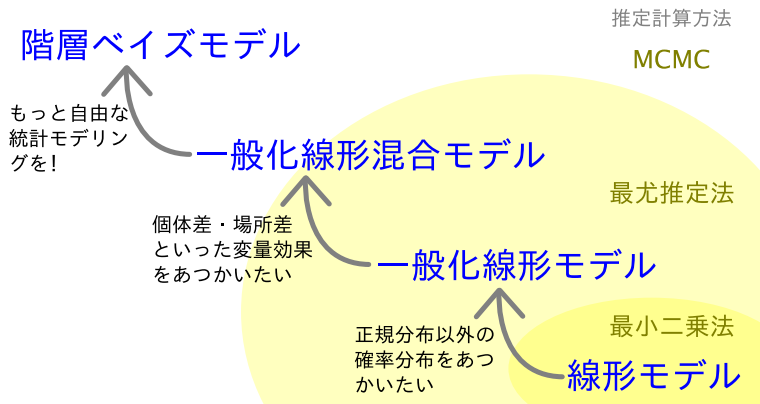 推定計算方法
階層ベイズモデル
MCMC
もっと自由な
統計モデリン
グを!
一般化線形混合モデル
最尤推定法
個体差・場所差
といった変量効果
をあつかいたい
一般化線形モデル
最小二乗法
正規分布以外の
確率分布をあつ
かいたい
線形モデル